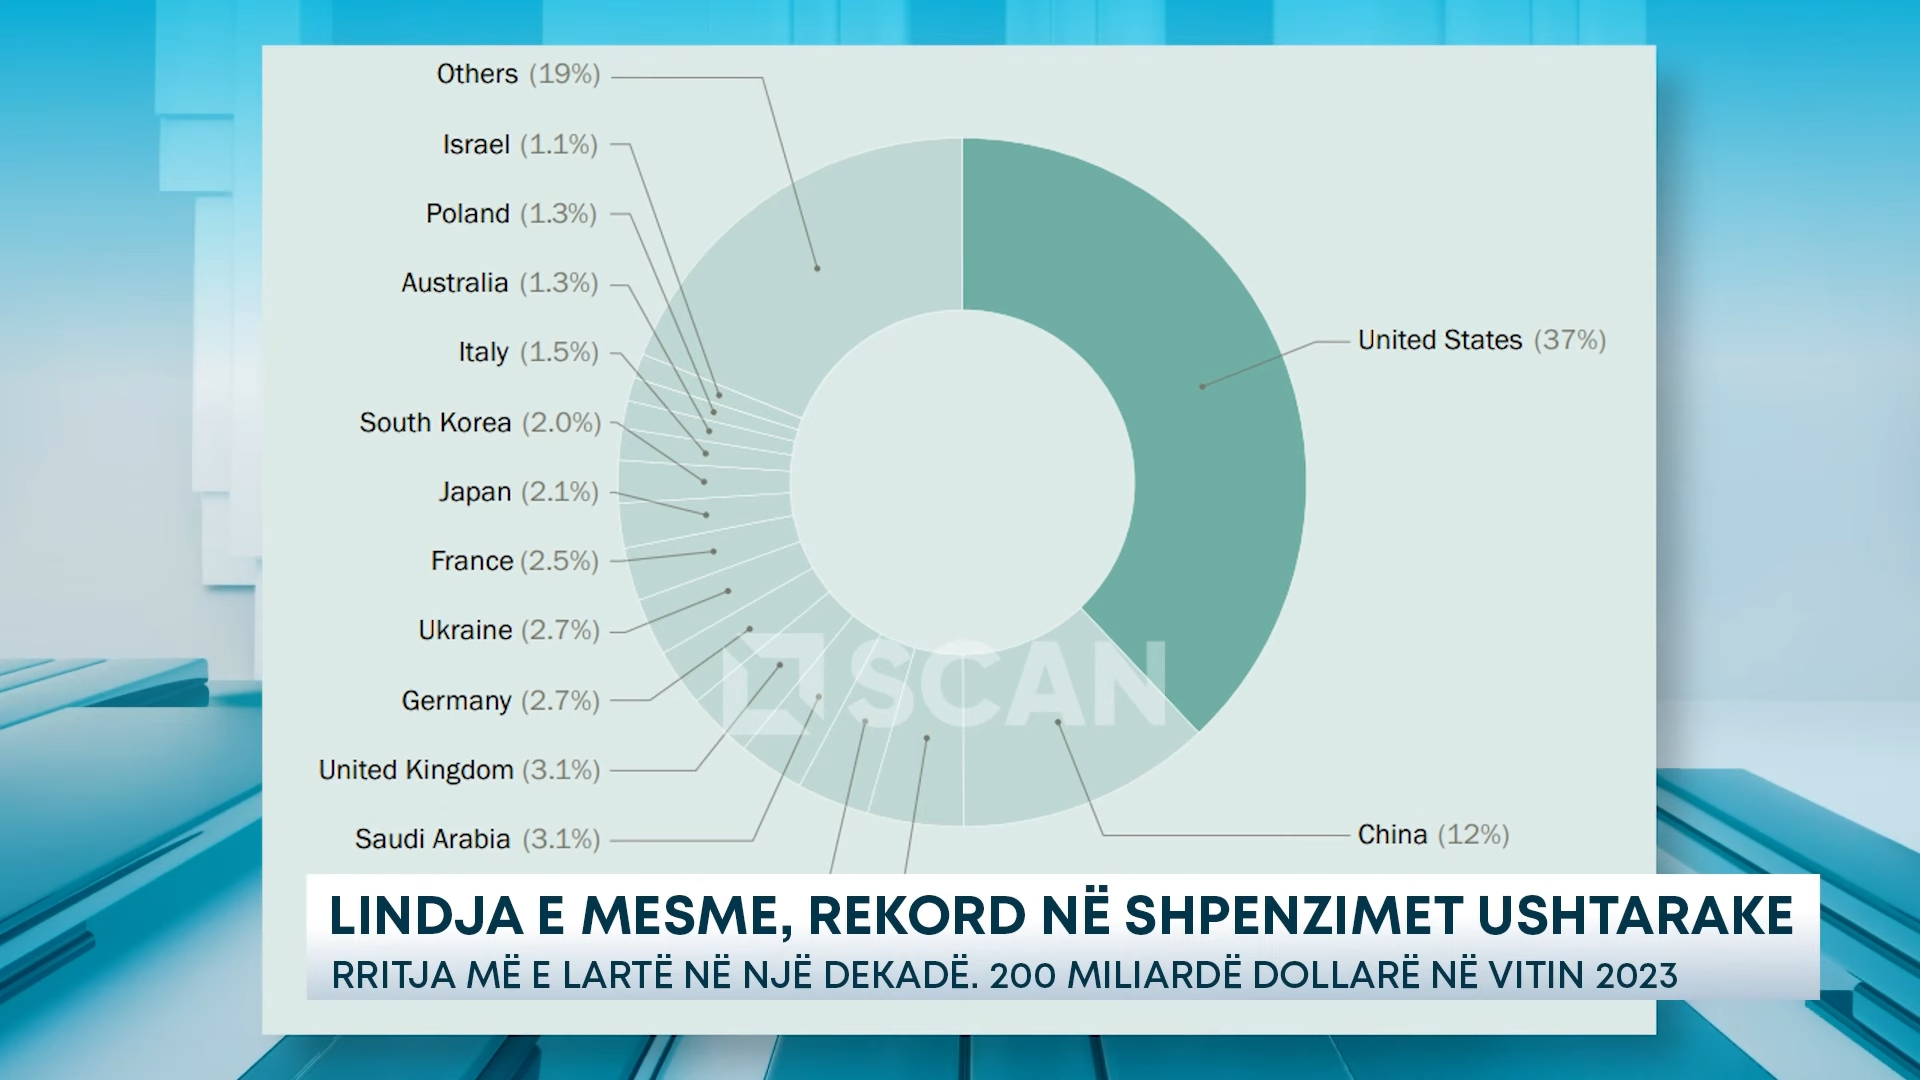 Others (19%)
Israel (1.1%)
Poland (1.3%)
Australia (1.3%)
Italy (1.5%)
South Korea (2.0%)
Japan (2.1%)
France (2.5%)
Ukraine (2.7%)
Germany (2.7%)
United Kingdom (3.1%)
Saudi Arabia (3.1%)
United States (37%)
China (12%)
SCAN
LINDJA E MESME, REKORD NË SHPENZIMET USHTARAKE
RRITJA MË E LARTË NË NJË DEKADË. 200 MILIARDË DOLLARË NË VITIN 2023